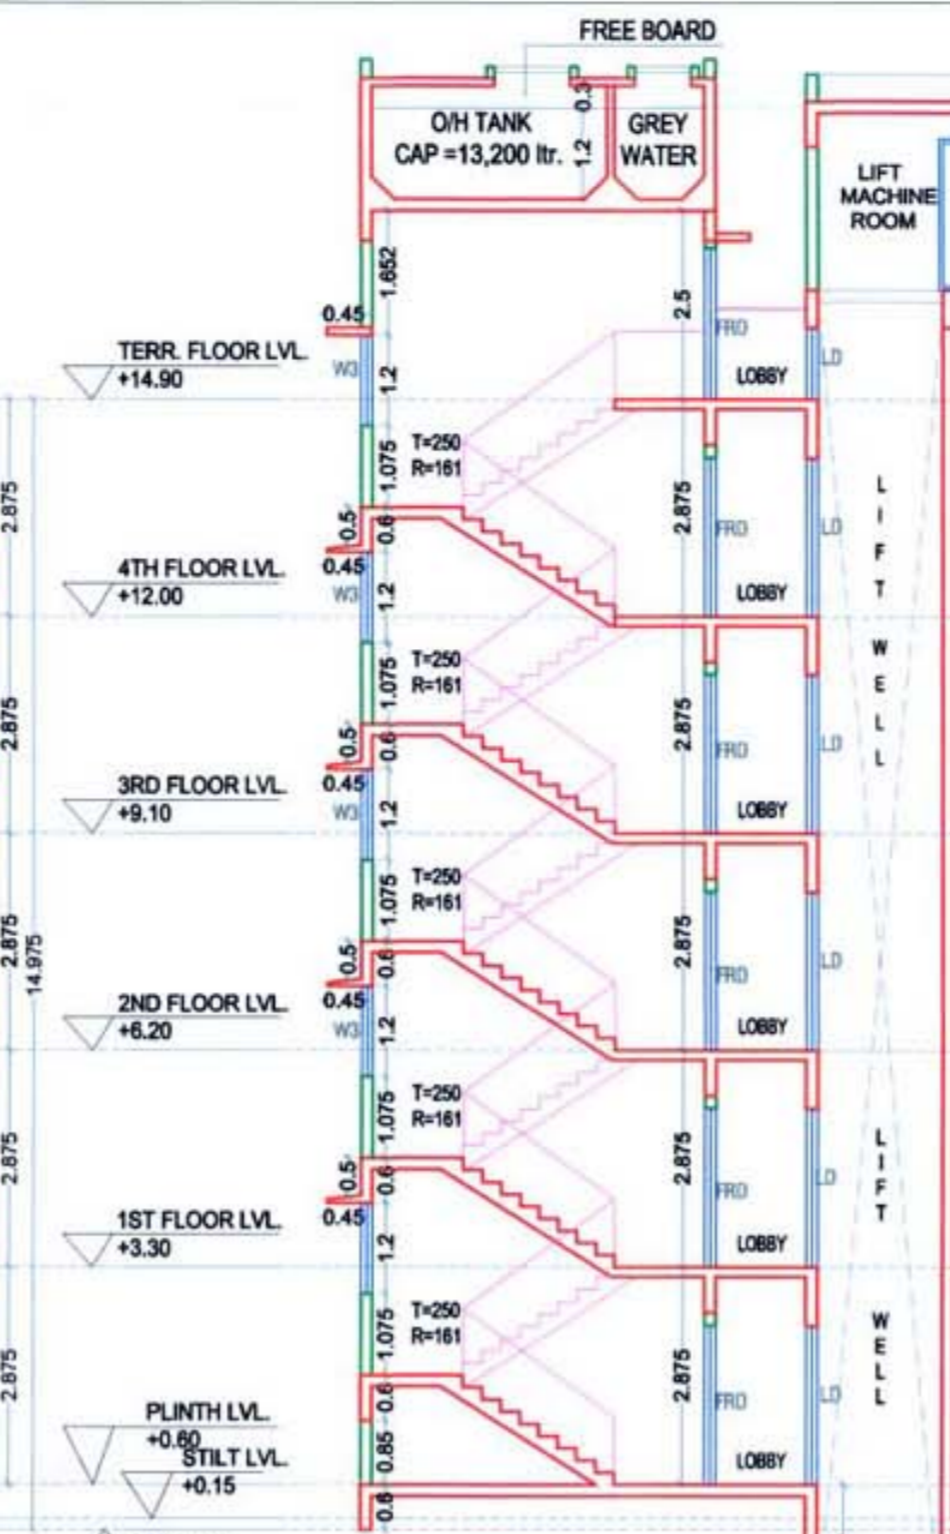 FREE BOARD
O/H TANK
CAP =13,200 ltr.
0.3
1.2
GREY
WATER
LIFT
MACHINE
ROOM
1.652
0.45
2.5
FRD
LD
TERR. FLOOR LVL.
+14.90
W3
1.2
LOBBY
2.875
T=250
R=161
1.075
0.5
0.6
2.875
FRD
LD
L
I
F
T
W
E
L
L
4TH FLOOR LVL.
+12.00
0.45
W3
1.2
LOBBY
2.875
T=250
R=161
1.075
0.5
0.6
2.875
FRD
LD
3RD FLOOR LVL.
+9.10
0.45
W3
1.2
LOBBY
2.875
14.975
T=250
R=161
1.075
0.5
0.6
2.875
FRD
LD
2ND FLOOR LVL.
+6.20
0.45
W3
1.2
LOBBY
2.875
T=250
R=161
1.075
0.5
0.6
2.875
FRD
LD
L
I
F
T
W
E
L
L
1ST FLOOR LVL.
+3.30
0.45
1.2
LOBBY
2.875
T=250
R=161
1.075
0.6
2.875
FRD
LD
PLINTH LVL.
+0.60
STILT LVL.
+0.15
0.85
LOBBY
0.6